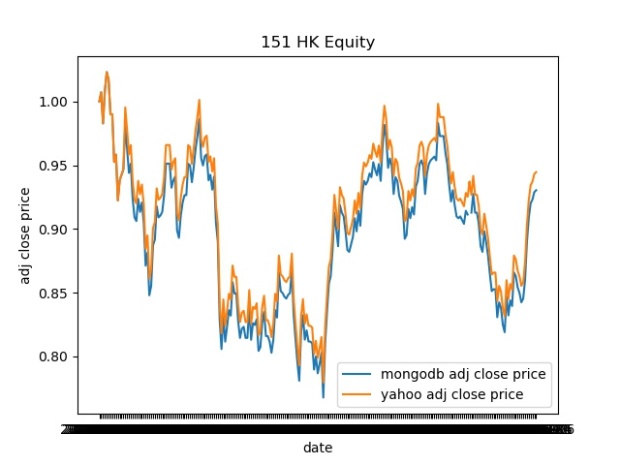 151 HK Equity
adj close price
1.00
0.95
0.90
0.85
0.80
mongodb adj close price
yahoo adj close price
date